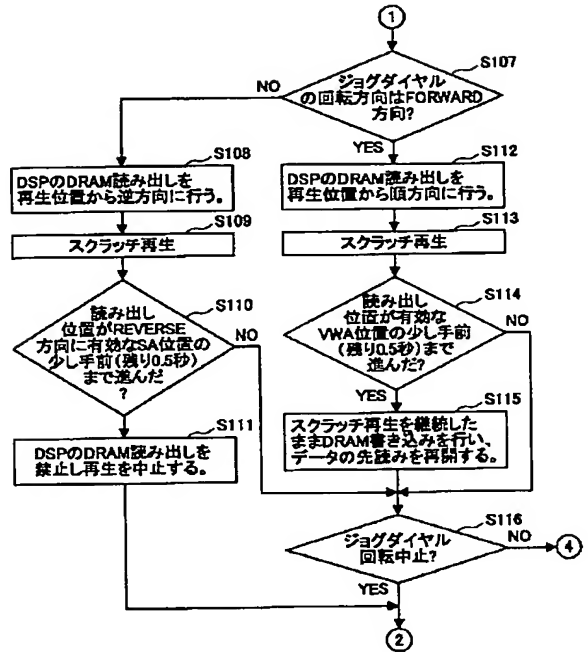 1
S107
ジョグダイヤル
の回転方向はFORWARD
方向?
NO
YES
S108
DSPのDRAM読み出しを
再生位置から逆方向に行う。
S109
スクラッチ再生
S110
読み出し
位置がREVERSE
方向に有効なSA位置の
少し手前(残り0.5秒)
まで進んだ
?
NO
YES
S111
DSPのDRAM読み出しを
禁止し再生を中止する。
S112
DSPのDRAM読み出しを
再生位置から順方向に行う。
S113
スクラッチ再生
S114
読み出し
位置が有効な
VWA位置の少し手前
(残り0.5秒)まで
進んだ?
NO
YES
S115
スクラッチ再生を継続した
ままDRAM書き込みを行い、
データの先読みを再開する。
S116
ジョグダイヤル
回転中止?
NO
4
YES
2